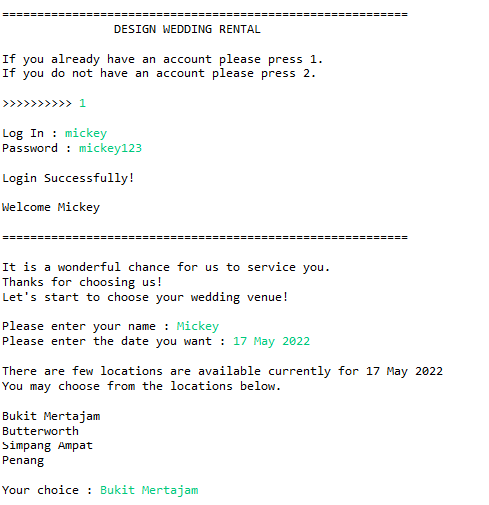 ==========================================================
DESIGN WEDDING RENTAL
If you already have an account please press 1.
If you do not have an account please press 2.
>>>>>>>>>> 1
Log In : mickey
Password : mickey123
Login Successfully!
Welcome Mickey
==========================================================
It is a wonderful chance for us to service you.
Thanks for choosing us!
Let's start to choose your wedding venue!
Please enter your name : Mickey
Please enter the date you want : 17 May 2022
There are few locations are available currently for 17 May 2022
You may choose from the locations below.
Bukit Mertajam
Butterworth
Simpang Ampat
Penang
Your choice : Bukit Mertajam